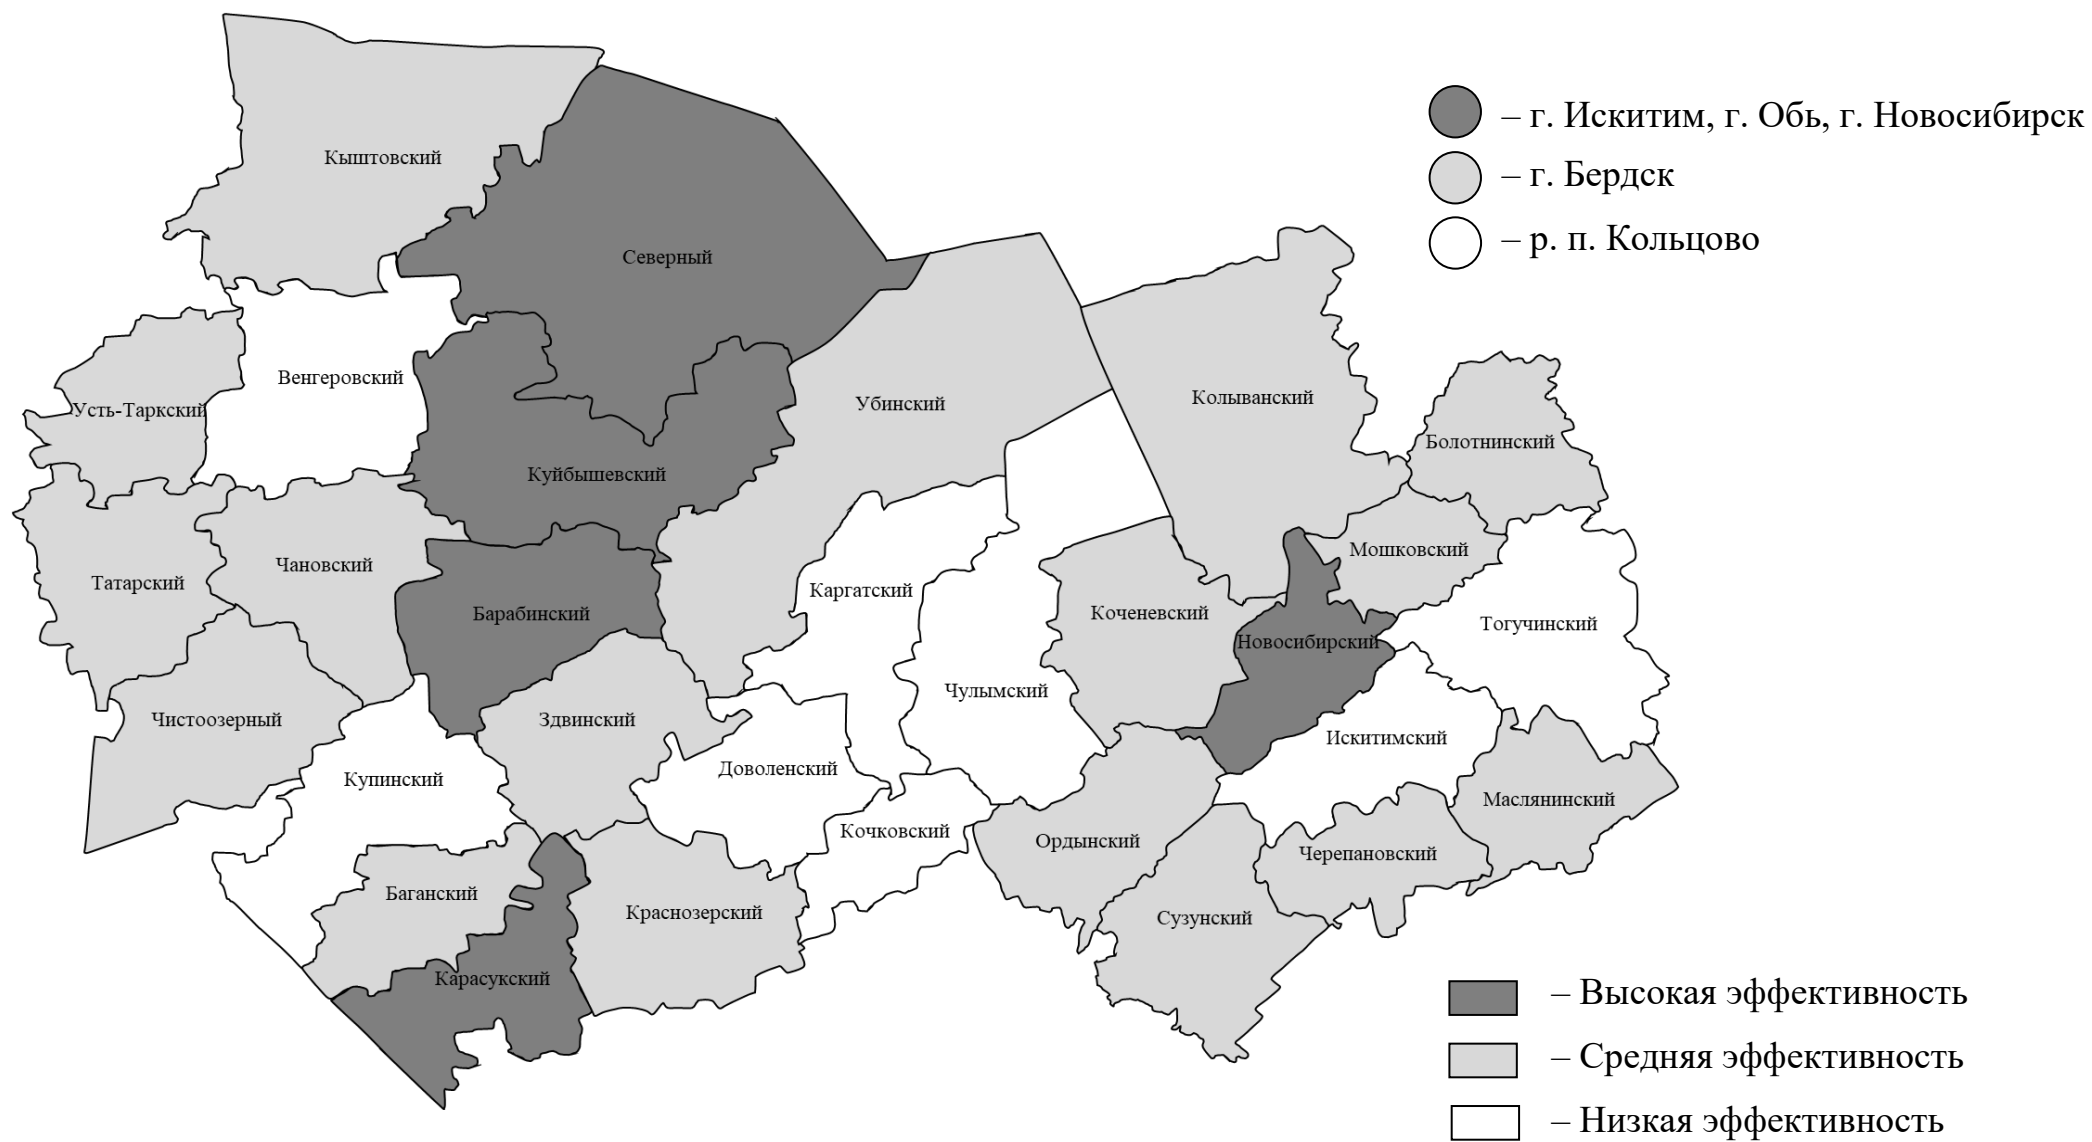 – г. Искитим, г. Обь, г. Новосибирск
– г. Бердск
– р. п. Кольцово
Кыштовский
Северный
Венгеровский
Усть-Таркский
Убинский
Колыванский
Болотнинский
Куйбышевский
Мошковский
Чановский
Татарский
Каргатский
Барабинский
Коченевский
Тогучинский
Новосибирский
Чулымский
Чистоозерный
Здвинский
Искитимский
Доволенский
Купинский
Маслянинский
Кочковский
Ордынский
Черепановский
Баганский
Краснозерский
Сузунский
Карасукский
– Высокая эффективность
– Средняя эффективность
– Низкая эффективность